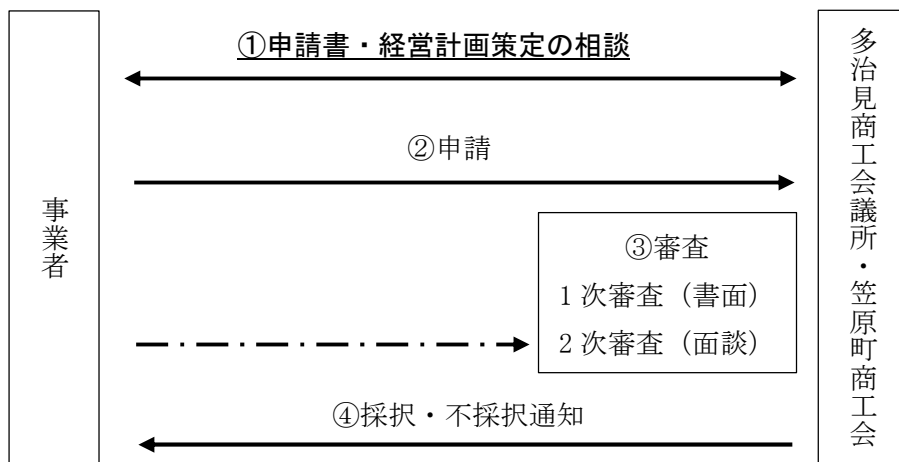 事業者
①申請書・経営計画策定の相談
②申請
③審査
1次審査（書面）
2次審査（面談）
④採択・不採択通知
多治見商工会議所・笠原町商工会